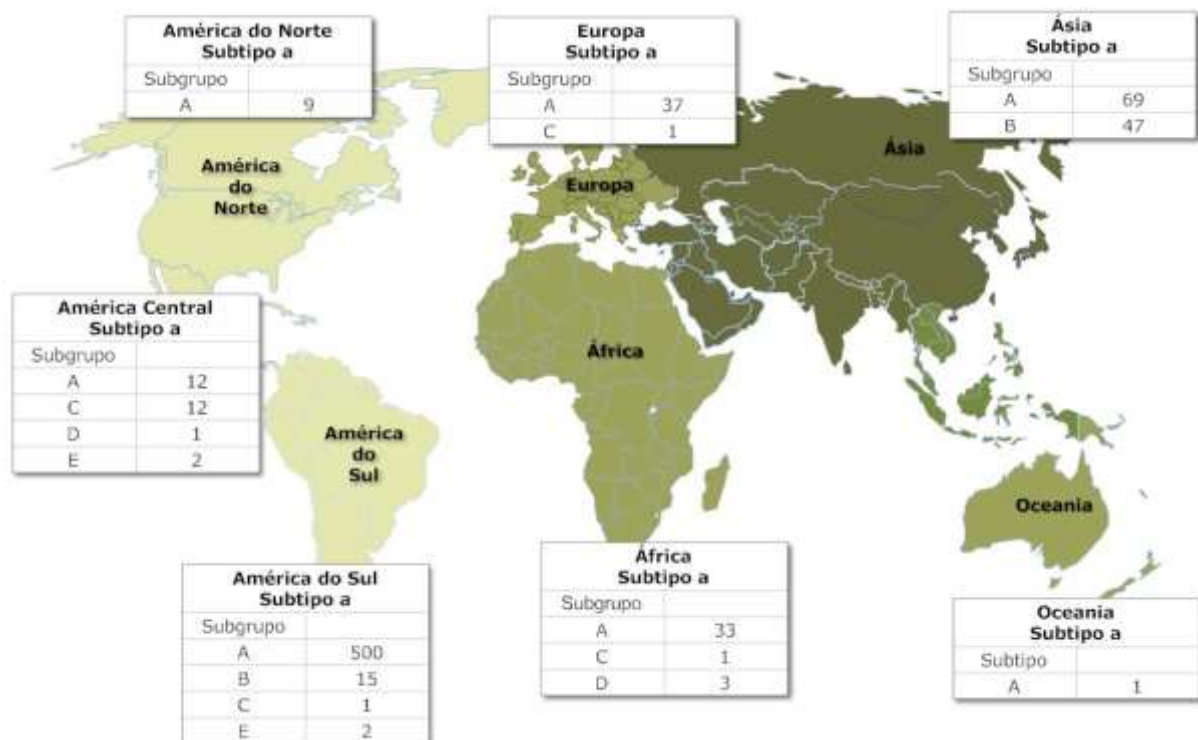 América do Norte
Subtipo a
Subgrupo
A 9
Europa
Subtipo a
Subgrupo
A 37
C 1
Ásia
Subtipo a
Subgrupo
A 69
B 47
América
do
Norte
Europa
Ásia
América Central
Subtipo a
Subgrupo
A 12
C 12
D 1
E 2
África
América
do
Sul
Oceania
América do Sul
Subtipo a
Subgrupo
A 500
B 15
C 1
E 2
África
Subtipo a
Subgrupo
A 33
C 1
D 3
Oceania
Subtipo a
Subtipo
A 1